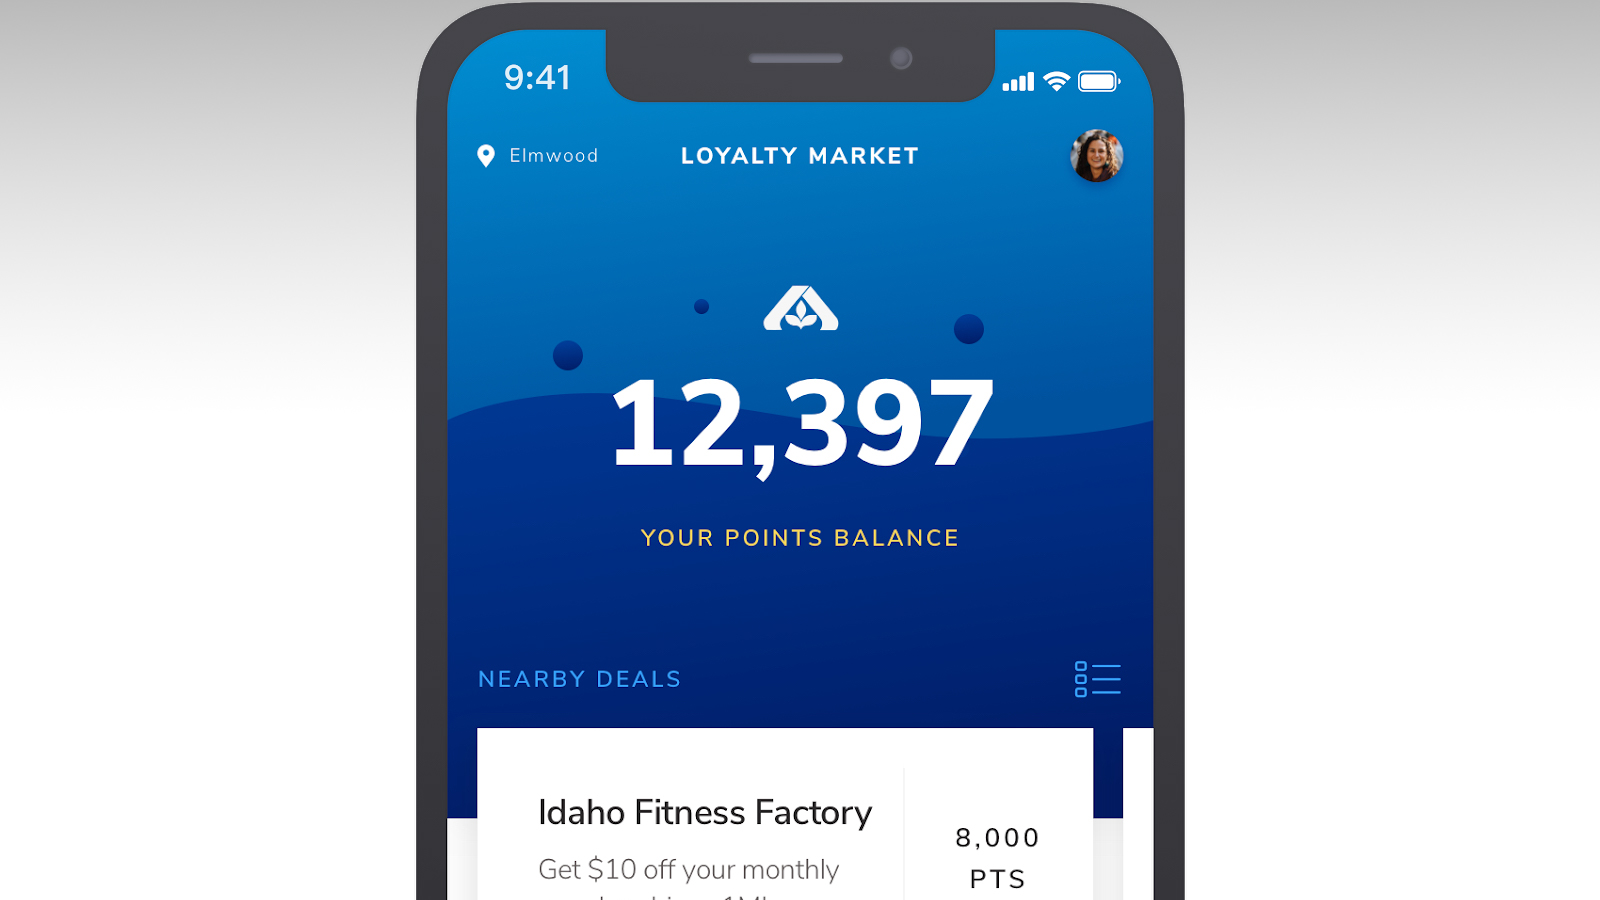 9:41
Elmwood
LOYALTY MARKET
12,397
YOUR POINTS BALANCE
NEARBY DEALS
Idaho Fitness Factory
8,000
PTS
Get $10 off your monthly